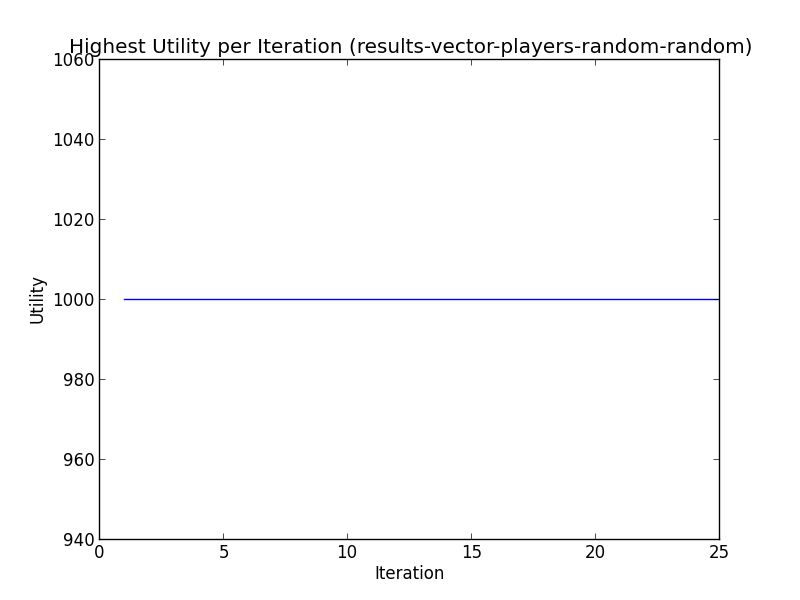 Highest Utility per Iteration (results-vector-players-random-random)
1060
1040
1020
1000
980
960
940
Utility
0 5 10 15 20 25
Iteration